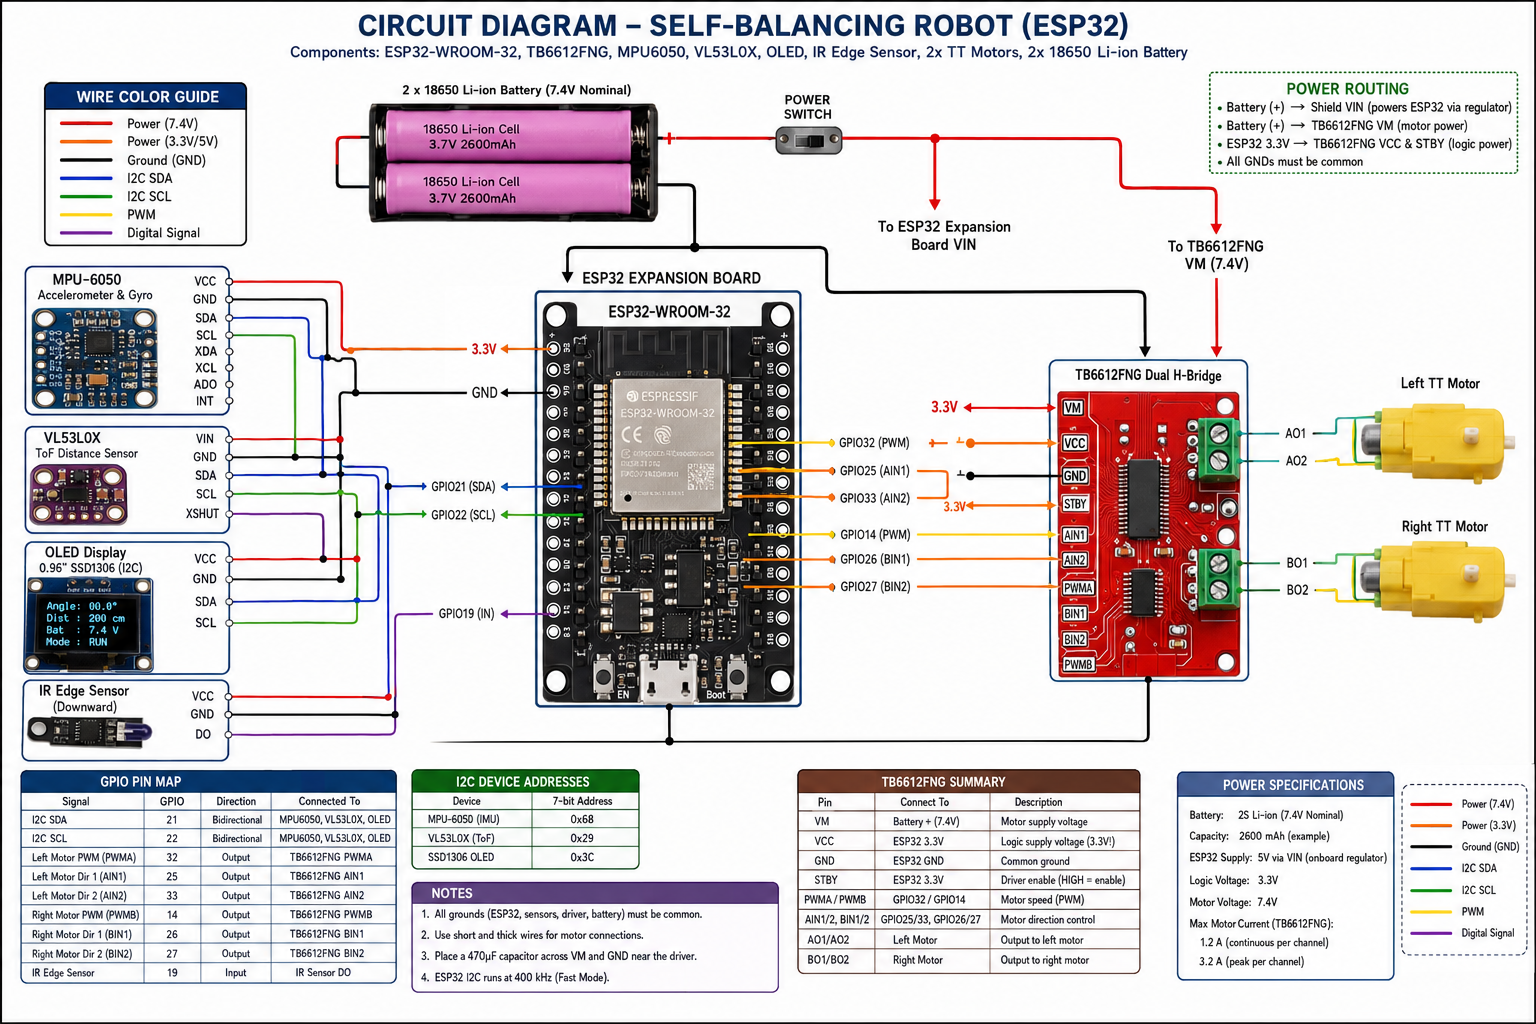 CIRCUIT DIAGRAM – SELF-BALANCING ROBOT (ESP32)
Components: ESP32-WROOM-32, TB6612FNG, MPU6050, VL53L0X, OLED, IR Edge Sensor, 2x TT Motors, 2x 18650 Li-ion Battery
WIRE COLOR GUIDE
Power (7.4V)
Power (3.3V/5V)
Ground (GND)
I2C SDA
I2C SCL
PWM
Digital Signal
2 x 18650 Li-ion Battery (7.4V Nominal)
18650 Li-ion Cell
3.7V 2600mAh
18650 Li-ion Cell
3.7V 2600mAh
POWER
SWITCH
To ESP32 Expansion
Board VIN
To TB6612FNG
VM (7.4V)
POWER ROUTING
• Battery (+) → Shield VIN (powers ESP32 via regulator)
• Battery (+) → TB6612FNG VM (motor power)
• ESP32 3.3V → TB6612FNG VCC & STBY (logic power)
• All GNDs must be common
MPU-6050
Accelerometer & Gyro
VCC
GND
SDA
SCL
XDA
XCL
ADO
INT
VL53L0X
ToF Distance Sensor
VIN
GND
SDA
SCL
XSHUT
OLED Display
0.96" SSD1306 (I2C)
Angle: 00.0°
Dist : 200 cm
Bat : 7.4 V
Mode : RUN
VCC
GND
SDA
SCL
IR Edge Sensor
(Downward)
VCC
GND
DO
3.3V
GND
GPIO21 (SDA)
GPIO22 (SCL)
GPIO19 (IN)
ESP32 EXPANSION BOARD
ESP32-WROOM-32
ESPRESSIF
ESP32-WROOM-32
CE
EN
Boot
GPIO32 (PWM)
GPIO25 (AIN1)
GPIO33 (AIN2)
GPIO14 (PWM)
GPIO26 (BIN1)
GPIO27 (BIN2)
3.3V
3.3V
TB6612FNG Dual H-Bridge
VM
VCC
GND
STBY
AIN1
AIN2
PWMA
BIN1
BIN2
PWMB
AO1
AO2
BO1
BO2
Left TT Motor
Right TT Motor
GPIO PIN MAP
Signal GPIO Direction Connected To
I2C SDA 21 Bidirectional MPU6050, VL53L0X, OLED
I2C SCL 22 Bidirectional MPU6050, VL53L0X, OLED
Left Motor PWM (PWMA) 32 Output TB6612FNG PWMA
Left Motor Dir 1 (AIN1) 25 Output TB6612FNG AIN1
Left Motor Dir 2 (AIN2) 33 Output TB6612FNG AIN2
Right Motor PWM (PWMB) 14 Output TB6612FNG PWMB
Right Motor Dir 1 (BIN1) 26 Output TB6612FNG BIN1
Right Motor Dir 2 (BIN2) 27 Output TB6612FNG BIN2
IR Edge Sensor 19 Input IR Sensor DO
I2C DEVICE ADDRESSES
Device 7-bit Address
MPU-6050 (IMU) 0x68
VL53L0X (ToF) 0x29
SSD1306 OLED 0x3C
NOTES
1. All grounds (ESP32, sensors, driver, battery) must be common.
2. Use short and thick wires for motor connections.
3. Place a 470µF capacitor across VM and GND near the driver.
4. ESP32 I2C runs at 400 kHz (Fast Mode).
TB6612FNG SUMMARY
Pin Connect To Description
VM Battery + (7.4V) Motor supply voltage
VCC ESP32 3.3V Logic supply voltage (3.3V!)
GND ESP32 GND Common ground
STBY ESP32 3.3V Driver enable (HIGH = enable)
PWMA / PWMB GPIO32 / GPIO14 Motor speed (PWM)
AIN1/2, BIN1/2 GPIO25/33, GPIO26/27 Motor direction control
AO1/AO2 Left Motor Output to left motor
BO1/BO2 Right Motor Output to right motor
POWER SPECIFICATIONS
Battery: 2S Li-ion (7.4V Nominal)
Capacity: 2600 mAh (example)
ESP32 Supply: 5V via VIN (onboard regulator)
Logic Voltage: 3.3V
Motor Voltage: 7.4V
Max Motor Current (TB6612FNG):
1.2 A (continuous per channel)
3.2 A (peak per channel)
Power (7.4V)
Power (3.3V)
Ground (GND)
I2C SDA
I2C SCL
PWM
Digital Signal